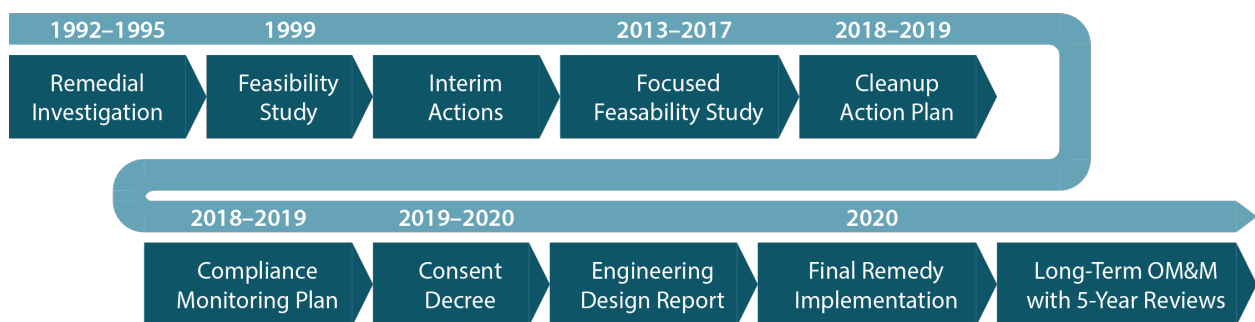 1992–1995
1999
2013–2017
2018–2019
Remedial
Investigation
Feasibility
Study
Interim
Actions
Focused
Feasability Study
Cleanup
Action Plan
2018–2019
2019–2020
2020
Compliance
Monitoring Plan
Consent
Decree
Engineering
Design Report
Final Remedy
Implementation
Long-Term OM&M
with 5-Year Reviews